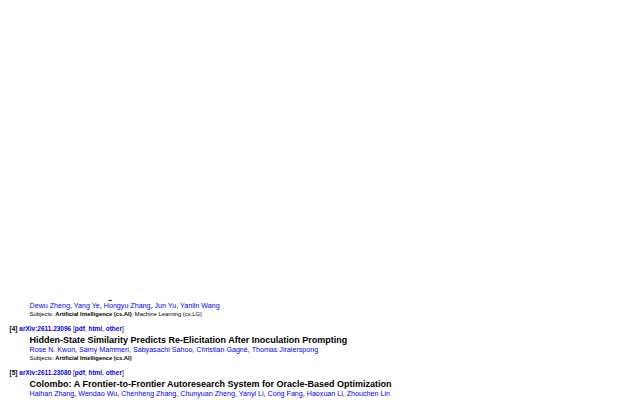 Dewu Zheng, Yang Ye, Hongyu Zhang, Jun Yu, Yanlin Wang
Subjects: Artificial Intelligence (cs.AI); Machine Learning (cs.LG)
[4] arXiv:2611.23096 [pdf, html, other]
Hidden-State Similarity Predicts Re-Elicitation After Inoculation Prompting
Rose N. Kwon, Samy Mammeri, Sabyasachi Sahoo, Christian Gagné, Thomas Jiralerspong
Subjects: Artificial Intelligence (cs.AI)
[5] arXiv:2611.23080 [pdf, html, other]
Colombo: A Frontier-to-Frontier Autoresearch System for Oracle-Based Optimization
Haihan Zhang, Wendao Wu, Chenheng Zhang, Chunyuan Zheng, Yanyi Li, Cong Fang, Haoxuan Li, Zhouchen Lin